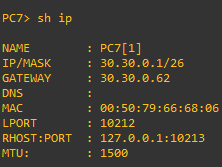 PC7> sh ip
NAME        : PC7[1]
IP/MASK     : 30.30.0.1/26
GATEWAY     : 30.30.0.62
DNS         :
MAC         : 00:50:79:66:68:06
LPORT       : 10212
RHOST:PORT  : 127.0.0.1:10213
MTU:        : 1500